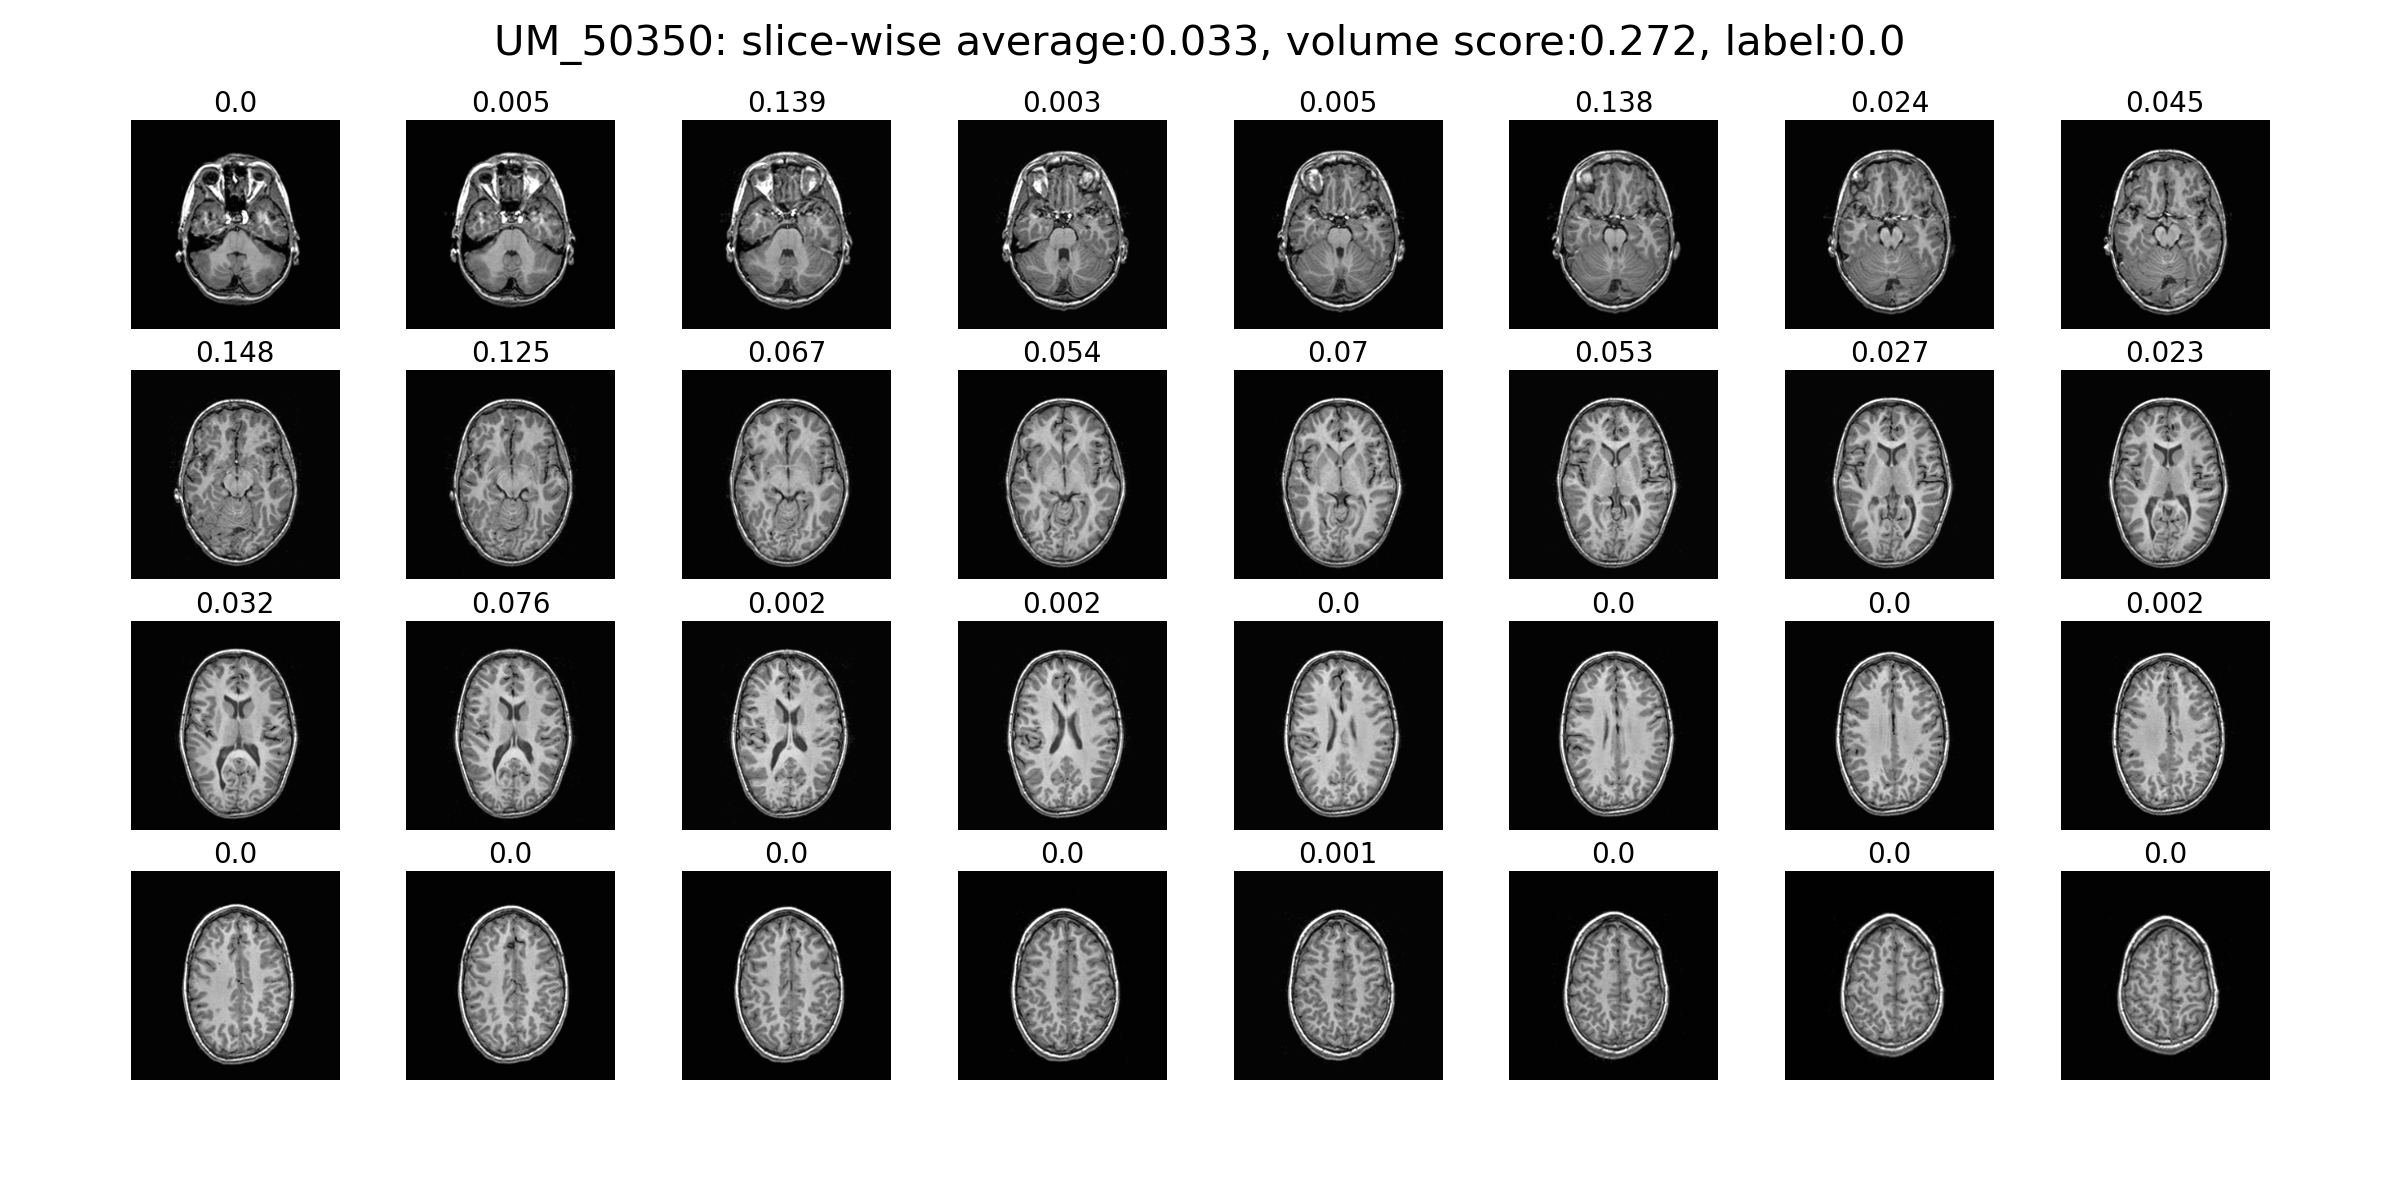 UM_50350: slice-wise average:0.033, volume score:0.272, label:0.0
0.0 0.005 0.139 0.003 0.005 0.138 0.024 0.045
0.148 0.125 0.067 0.054 0.07 0.053 0.027 0.023
0.032 0.076 0.002 0.002 0.0 0.0 0.0 0.002
0.0 0.0 0.0 0.0 0.001 0.0 0.0 0.0